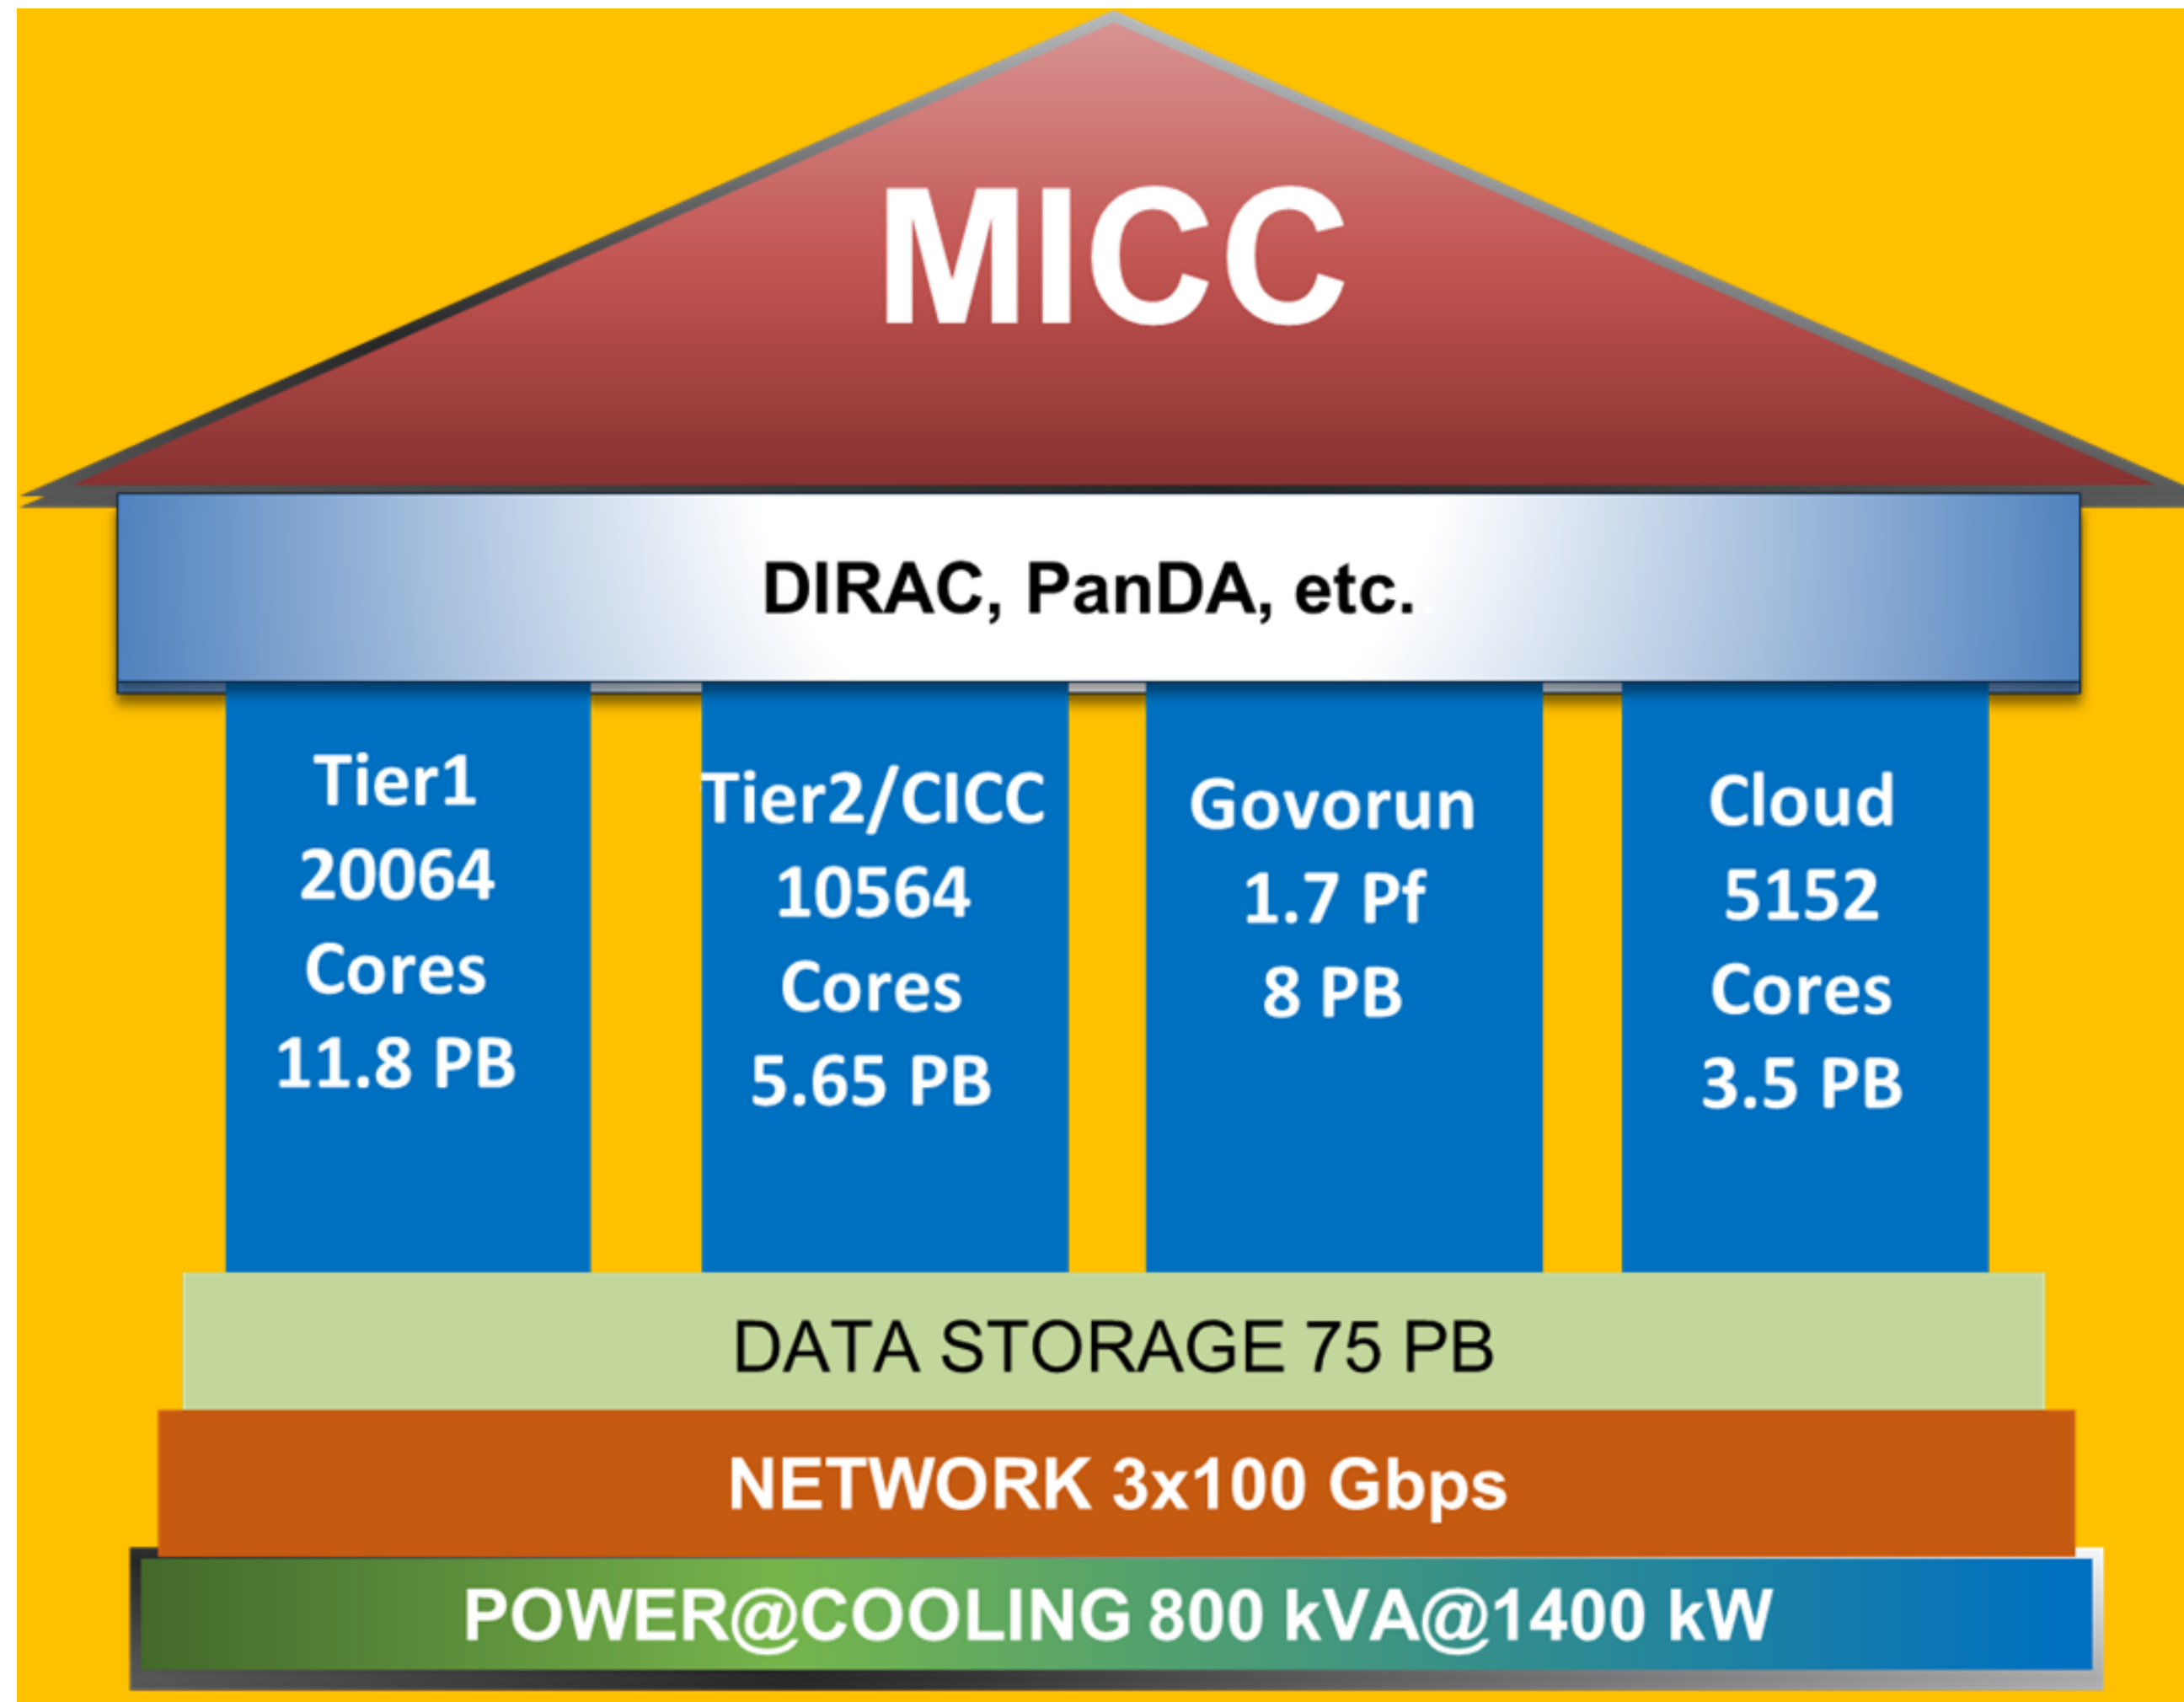 MICC
DIRAC, PanDA, etc.
Tier1
20064
Cores
11.8 PB
Tier2/CICC
10564
Cores
5.65 PB
Govorun
1.7 Pf
8 PB
Cloud
5152
Cores
3.5 PB
DATA STORAGE 75 PB
NETWORK 3x100 Gbps
POWER@COOLING 800 kVA@1400 kW